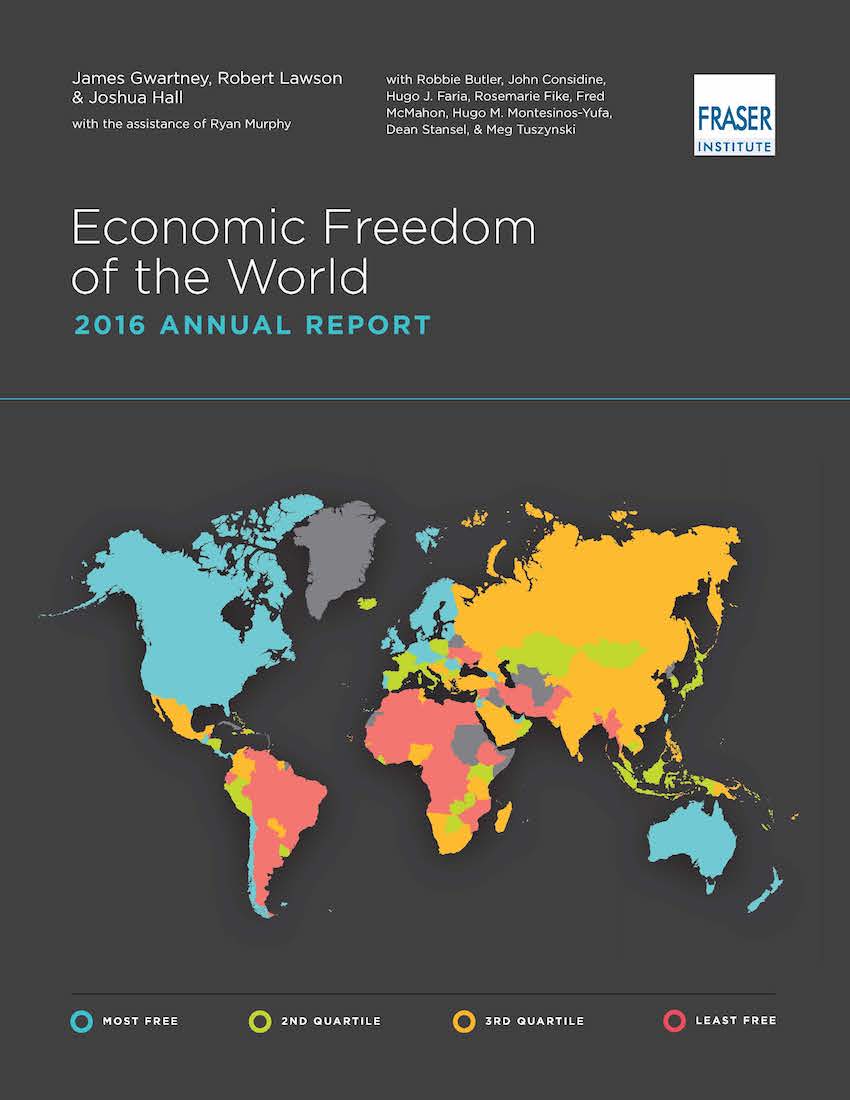 James Gwartney, Robert Lawson
& Joshua Hall
with the assistance of Ryan Murphy
with Robbie Butler, John Considine,
Hugo J. Faria, Rosemarie Fike, Fred
McMahon, Hugo M. Montesinos-Yufa,
Dean Stansel, & Meg Tuszynski
FRASER
INSTITUTE
Economic Freedom
of the World
2016 ANNUAL REPORT
MOST FREE
2ND QUARTILE
3RD QUARTILE
LEAST FREE